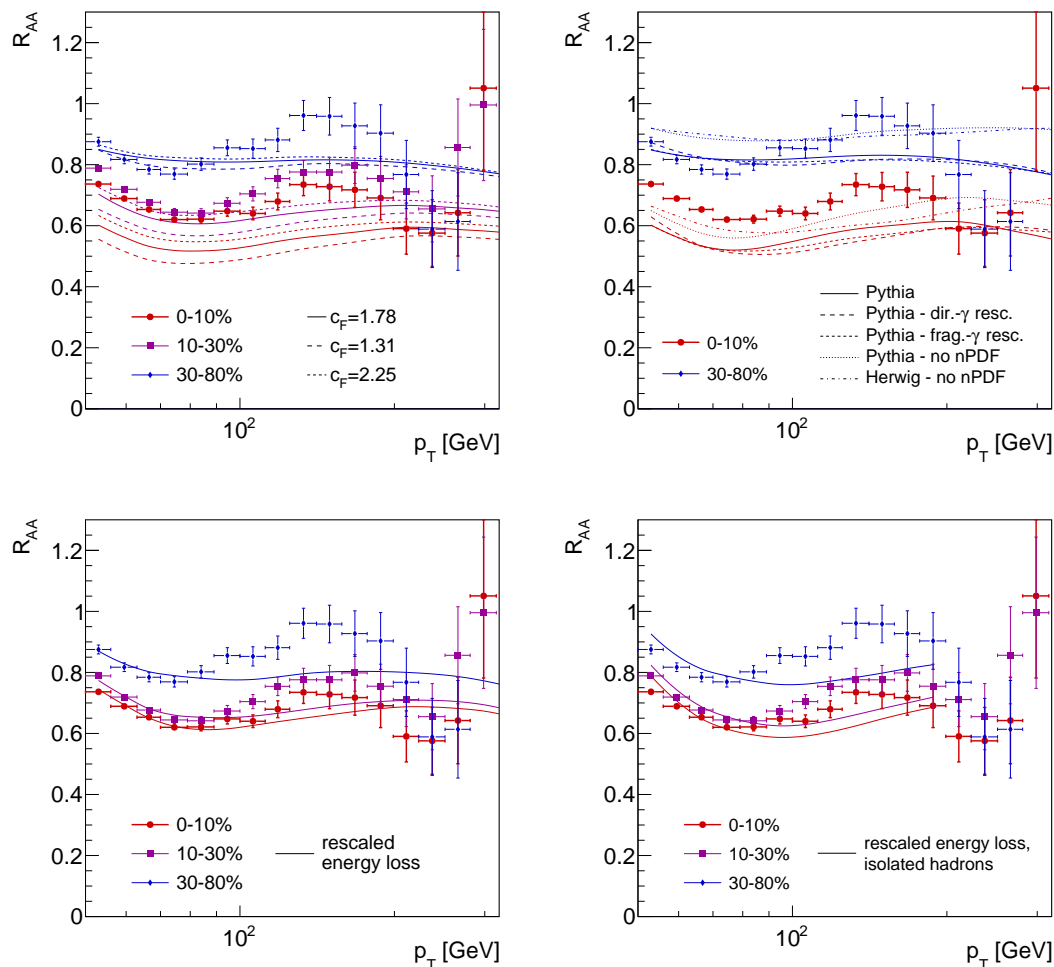 R_AA
1.2
1
0.8
0.6
0.4
0.2
0
0-10%
10-30%
30-80%
c_F=1.78
c_F=1.31
c_F=2.25
10^2
p_T [GeV]
R_AA
1.2
1
0.8
0.6
0.4
0.2
0
0-10%
30-80%
Pythia
Pythia - dir.-γ resc.
Pythia - frag.-γ resc.
Pythia - no nPDF
Herwig - no nPDF
10^2
p_T [GeV]
R_AA
1.2
1
0.8
0.6
0.4
0.2
0
0-10%
10-30%
30-80%
rescaled
energy loss
10^2
p_T [GeV]
R_AA
1.2
1
0.8
0.6
0.4
0.2
0
0-10%
10-30%
30-80%
rescaled energy loss,
isolated hadrons
10^2
p_T [GeV]